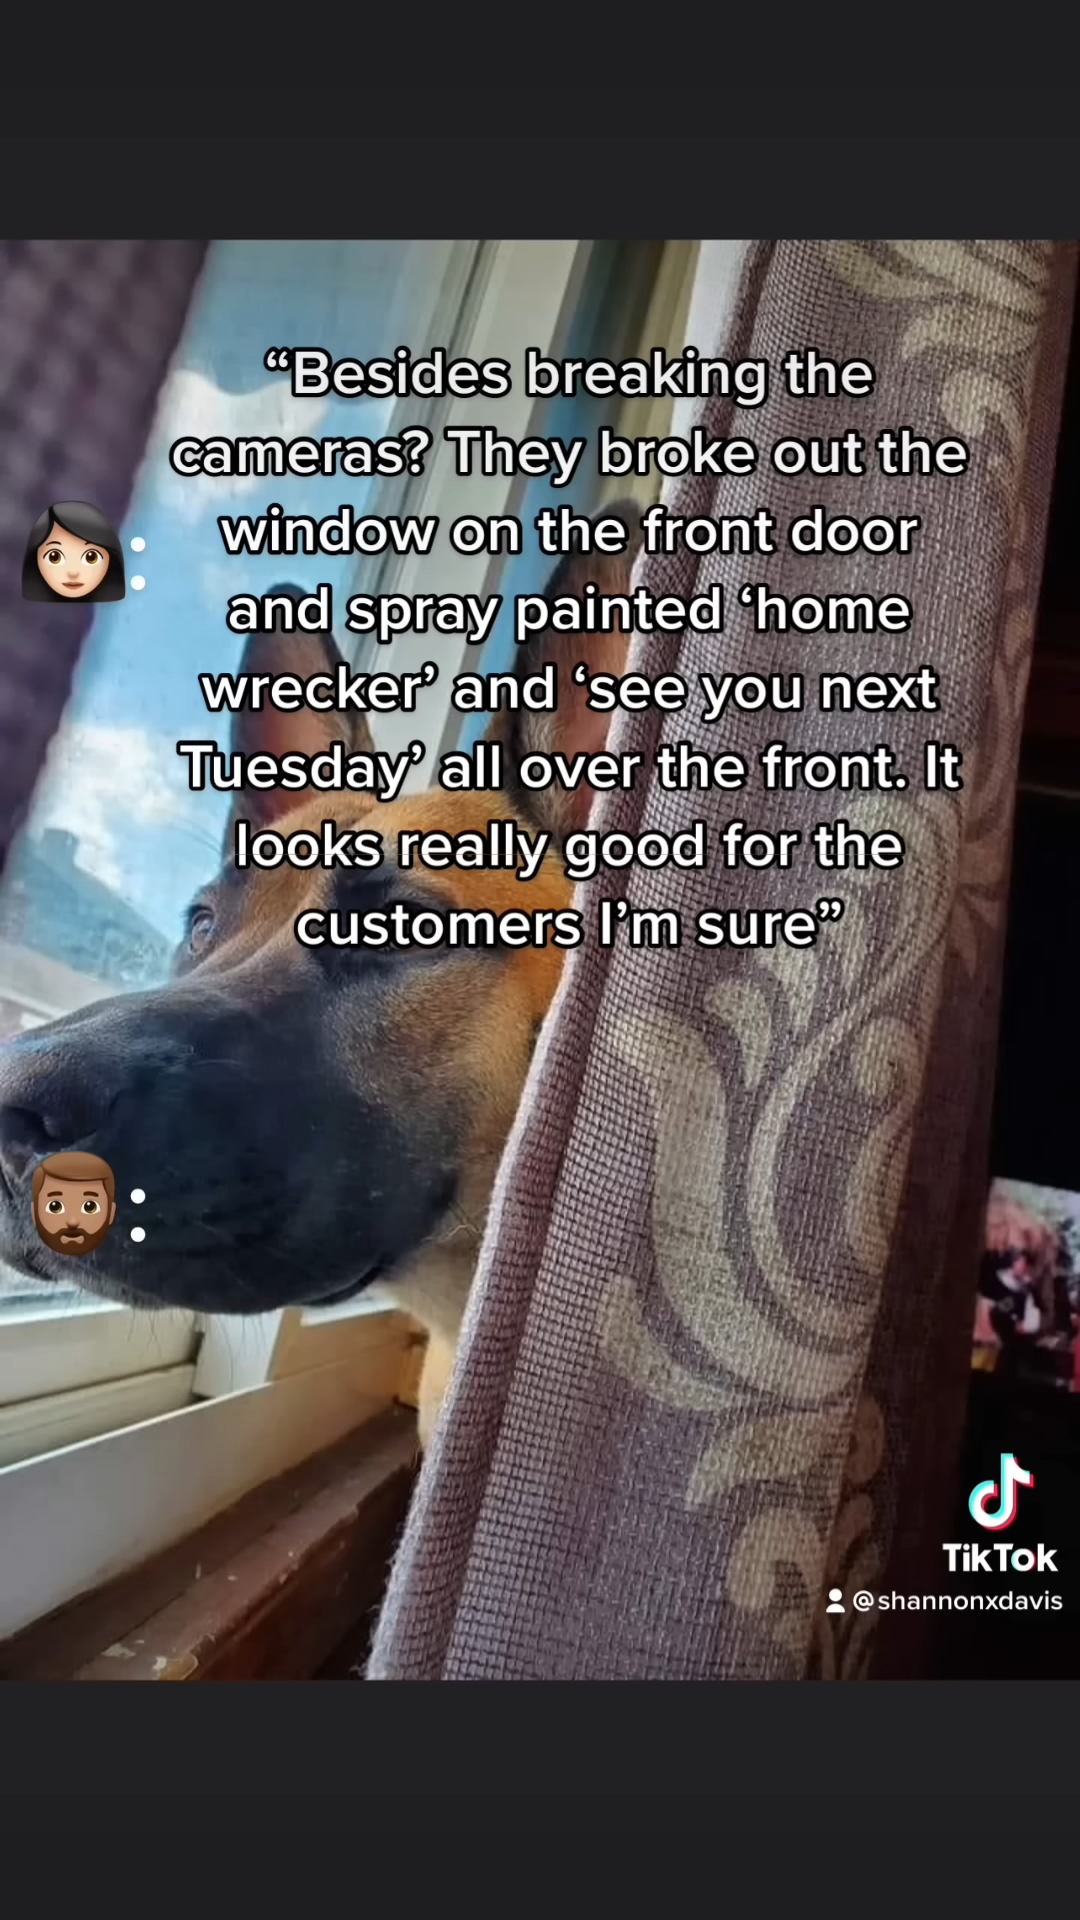 “Besides breaking the
cameras? They broke out the
window on the front door
and spray painted ‘home
wrecker’ and ‘see you next
Tuesday’ all over the front. It
looks really good for the
customers I’m sure”
:
:
TikTok
@shannonxdavis